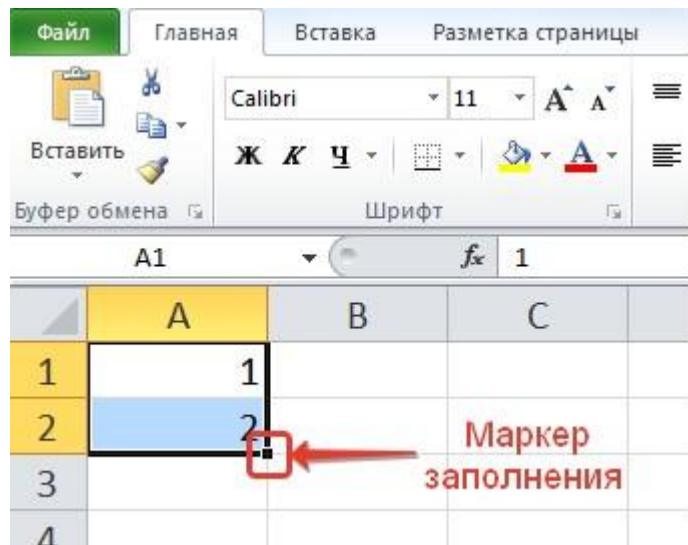 Файл Главная Вставка Разметка страницы
Calibri 11 A A
Вставить Ж К Ч A
Буфер обмена Шрифт
A1 fx 1
A B C
1 1
2 2
Маркер
3 заполнения
4